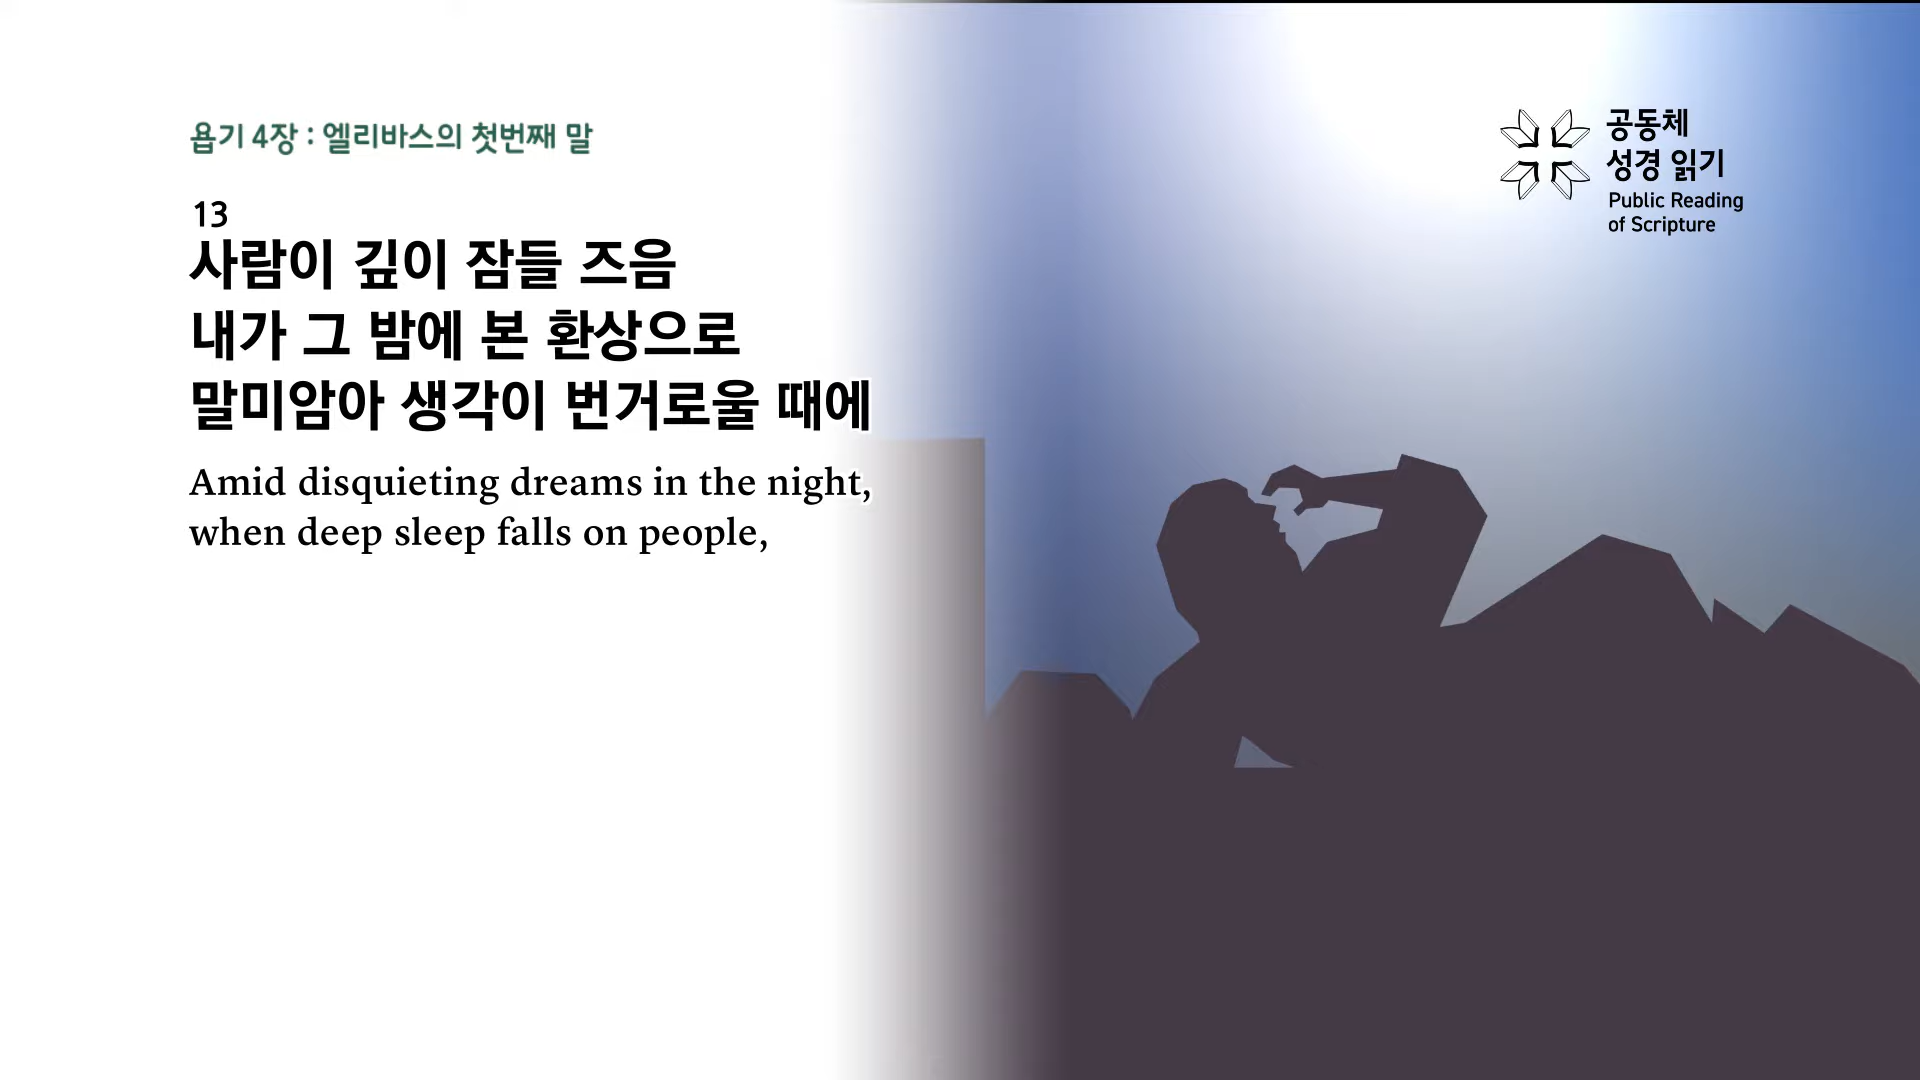 욥기 4장 : 엘리바스의 첫번째 말
13
사람이 깊이 잠들 즈음
내가 그 밤에 본 환상으로
말미암아 생각이 번거로울 때에
Amid disquieting dreams in the night,
when deep sleep falls on people,
공동체
성경 읽기
Public Reading
of Scripture